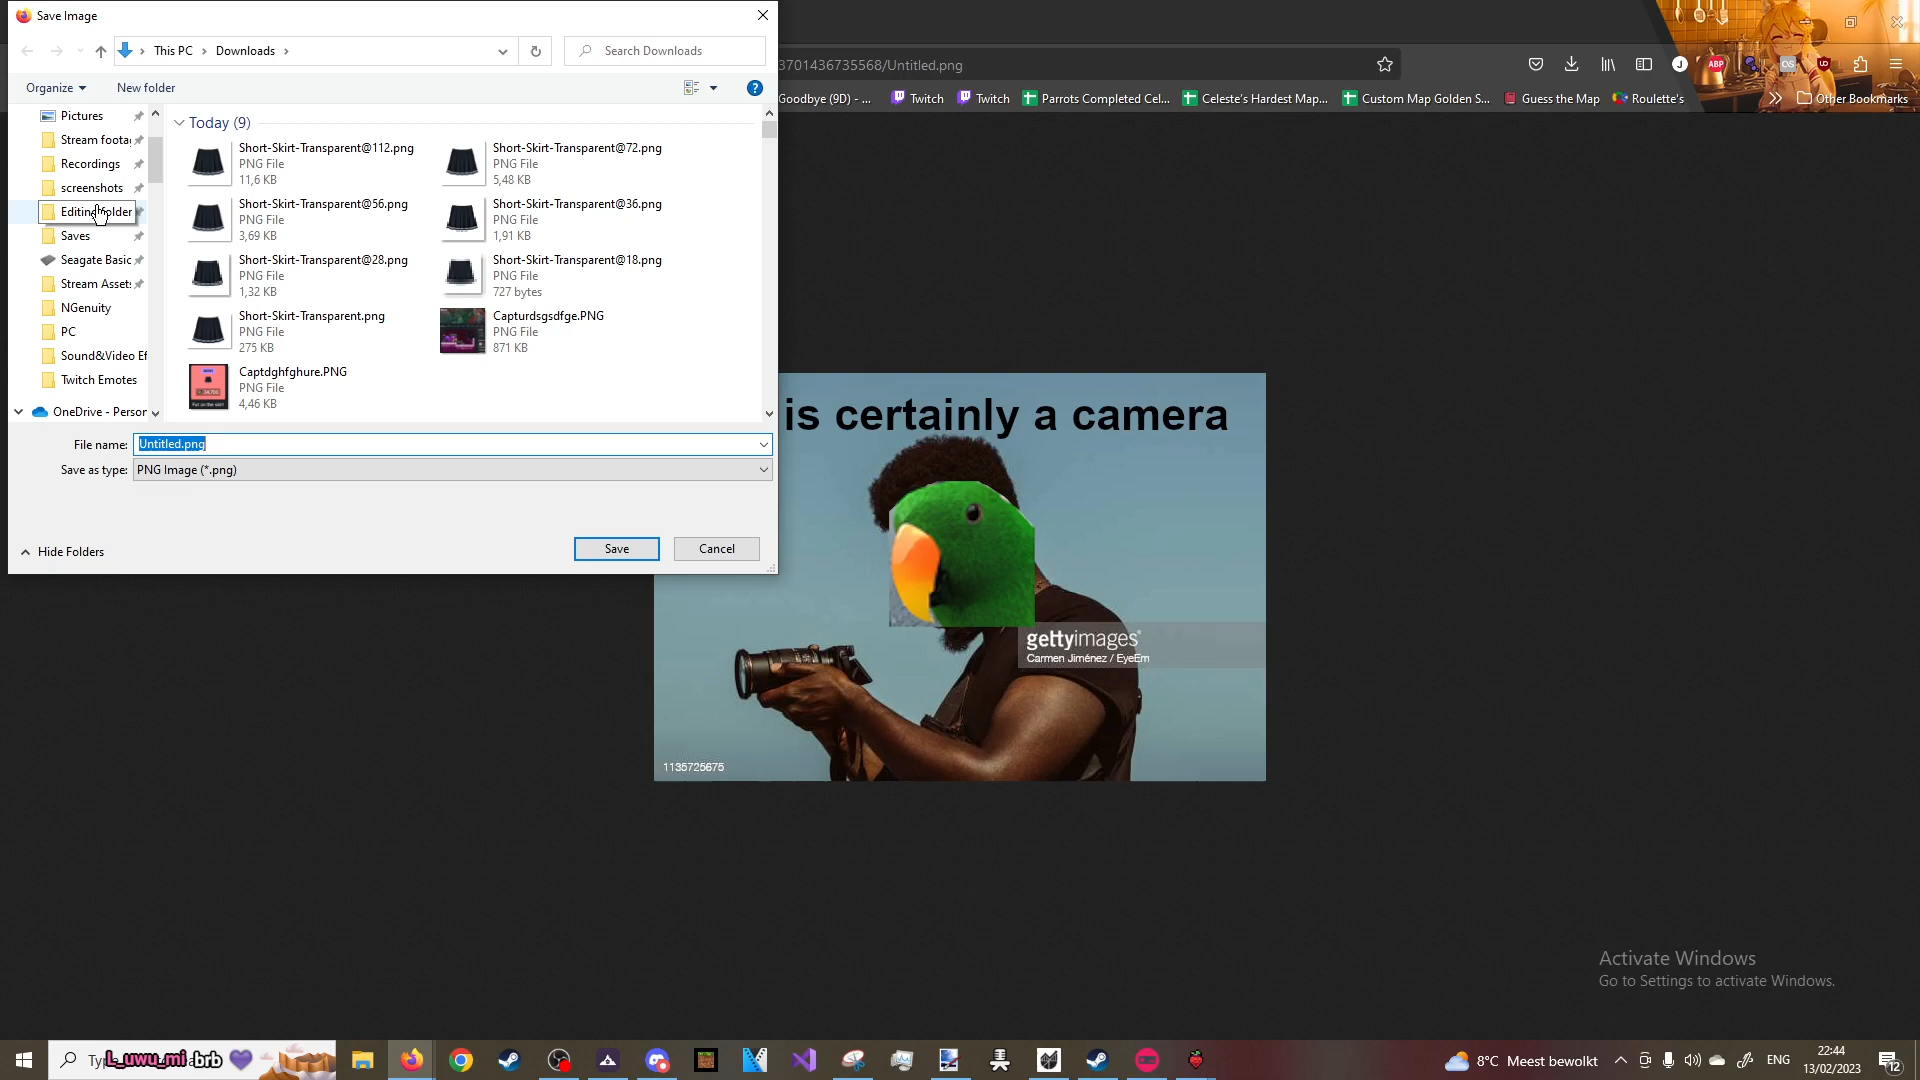 Save Image
This PC > Downloads >
Search Downloads
3701436735568/Untitled.png
Organize
New folder
Goodbye (9D) - ...
Twitch
Twitch
Parrots Completed Cel...
Celeste's Hardest Map...
Custom Map Golden S...
Guess the Map
Roulette's
Other Bookmarks
Pictures
Stream foota
Recordings
screenshots
Saves
Seagate Basic
Stream Assets
NGenuity
PC
Sound&Video Ef
Twitch Emotes
OneDrive - Person
Today (9)
Short-Skirt-Transparent@112.png
PNG File
11,6 KB
Short-Skirt-Transparent@72.png
PNG File
5,48 KB
Short-Skirt-Transparent@56.png
PNG File
3,69 KB
Short-Skirt-Transparent@36.png
PNG File
1,91 KB
Short-Skirt-Transparent@28.png
PNG File
1,32 KB
Short-Skirt-Transparent@18.png
PNG File
727 bytes
Short-Skirt-Transparent.png
PNG File
275 KB
Capturdsgsdfge.PNG
PNG File
871 KB
Captdghfghure.PNG
PNG File
4,46 KB
File name: Untitled.png
Save as type: PNG Image (*.png)
Hide Folders
Save
Cancel
is certainly a camera
gettyimages®
Carmen Jiménez / EyeEm
1135725675
Activate Windows
Go to Settings to activate Windows.
L_uwu_mi brb
8°C Meest bewolkt
ENG
22:44
13/02/2023
12